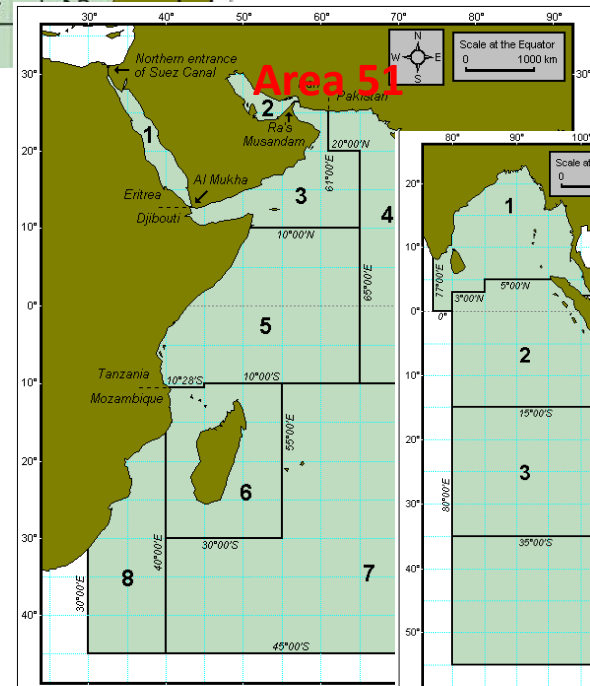 30° 40° 50° 60° 70° 80° 90°
Northern entrance
of Suez Canal
N
W E
S
Scale at the Equator
0 1000 km
30°
30°
Area 51
Pakistan
2
Ra's
Musandam
1
20°
20°00'N
61°00'E
Al Mukha
Eritrea
Djibouti
3
4
10°
10°00'N
65°00'E
0°
5
Tanzania
Mozambique
10°
10°28'S
10°00'S
55°00'E
20°
6
30°
30°00'S
40°00'E
30°00'E
8
7
40°
45°00'S
80° 90° 100
Scale at
0
20°
1
10°
77°00'E
5°00'N
3°00'N
0°
0°
2
10°
15°00'S
20°
3
80°00'E
30°
35°00'S
40°
50°